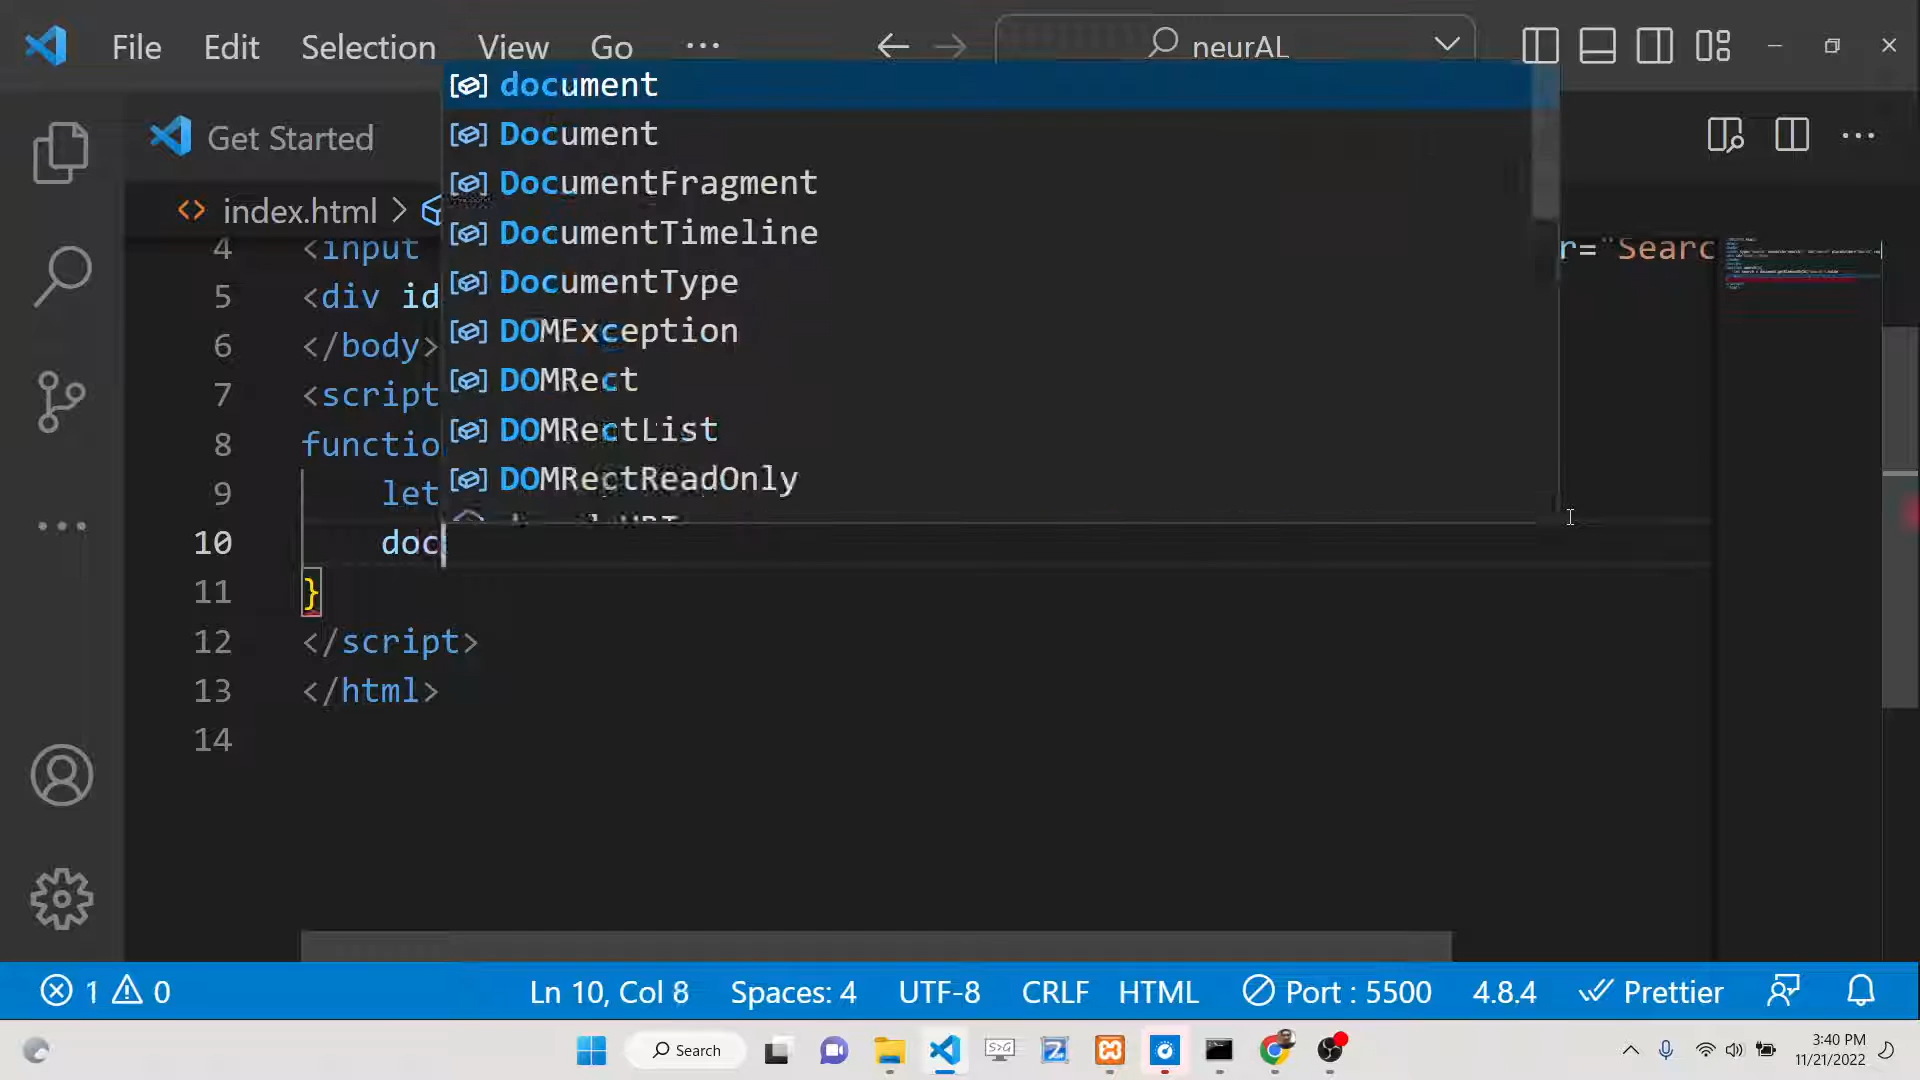 File Edit Selection View Go ··· neurAL
Get Started
index.html
document
Document
DocumentFragment
DocumentTimeline
DocumentType
DOMException
DOMRect
DOMRectList
DOMRectReadOnly
4 <input r="Searc
5 <div id
6 </body>
7 <script
8 functio
9 let
10 doc
11 }
12 </script>
13 </html>
14
1 0 Ln 10, Col 8 Spaces: 4 UTF-8 CRLF HTML Port : 5500 4.8.4 Prettier
Search
3:40 PM
11/21/2022